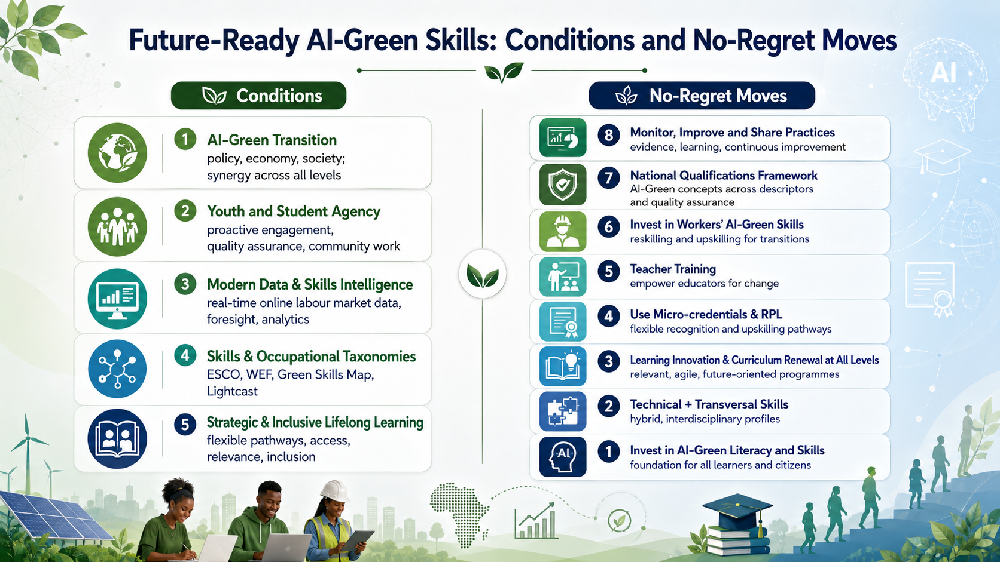 Future-Ready AI-Green Skills: Conditions and No-Regret Moves
AI
Conditions
1
AI-Green Transition
policy, economy, society;
synergy across all levels
2
Youth and Student Agency
proactive engagement,
quality assurance, community work
3
Modern Data & Skills Intelligence
real-time online labour market data,
foresight, analytics
4
Skills & Occupational Taxonomies
ESCO, WEF, Green Skills Map,
Lightcast
5
Strategic & Inclusive Lifelong Learning
flexible pathways, access,
relevance, inclusion
No-Regret Moves
8
Monitor, Improve and Share Practices
evidence, learning, continuous improvement
7
National Qualifications Framework
AI-Green concepts across descriptors
and quality assurance
6
Invest in Workers' AI-Green Skills
reskilling and upskilling for transitions
5
Teacher Training
empower educators for change
4
Use Micro-credentials & RPL
flexible recognition and upskilling pathways
3
Learning Innovation & Curriculum Renewal at All Levels
relevant, agile, future-oriented programmes
2
Technical + Transversal Skills
hybrid, interdisciplinary profiles
AI
1
Invest in AI-Green Literacy and Skills
foundation for all learners and citizens